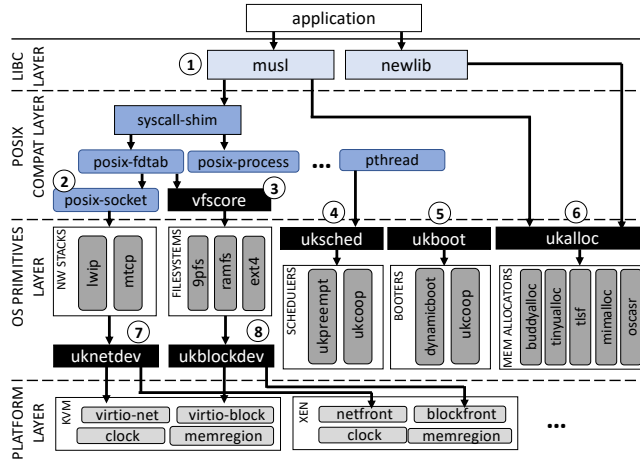 application
LIBC
LAYER
1
musl
newlib
POSIX
COMPAT LAYER
syscall-shim
posix-fdtab
posix-process
...
pthread
2
posix-socket
3
vfscore
4
5
6
OS PRIMITIVES
LAYER
NW STACKS
lwip
mtcp
FILESYSTEMS
9pfs
ramfs
ext4
uksched
SCHEDULERS
ukpreempt
ukcoop
ukboot
BOOTERS
dynamicboot
ukcoop
ukalloc
MEM ALLOCATORS
buddyalloc
tinyualloc
tlsf
mimalloc
oscasr
7
uknetdev
8
ukblockdev
PLATFORM
LAYER
KVM
virtio-net
virtio-block
clock
memregion
XEN
netfront
blockfront
clock
memregion
...